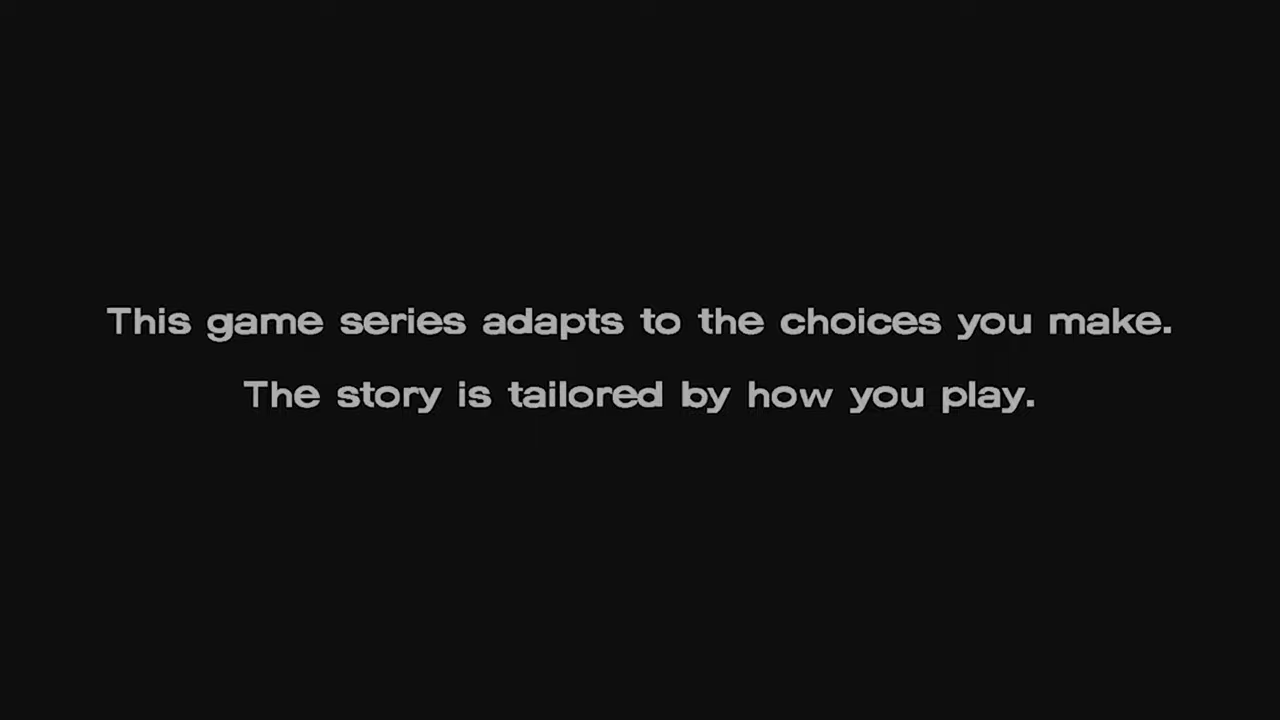 This game series adapts to the choices you make.
The story is tailored by how you play.